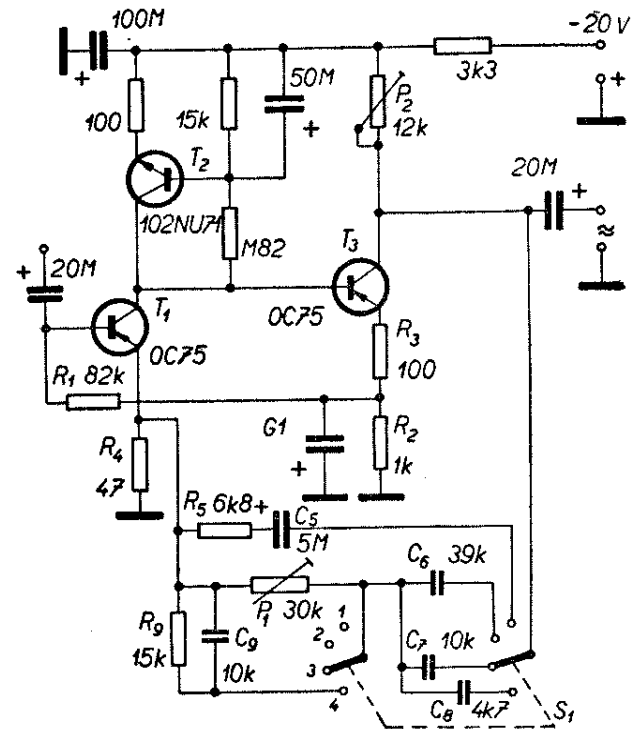 100M
-20 V
+
3k3
50M
+
100
15k
P2
12k
+
T2
20M
+
102NU71
M82
T3
≈
20M
+
T1
OC75
OC75
R3
100
R1 82k
G1
R2
1k
+
R4
47
R5 6k8 +
C5
5M
C6
39k
P1 30k
1
2
3
4
C7
10k
R9
15k
C9
10k
C8
4k7
S1